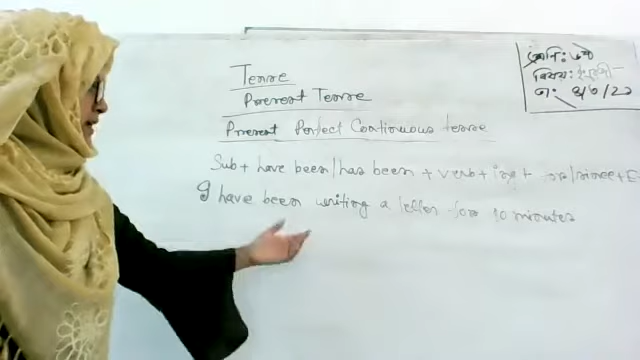 Tense
Present Tense
Present Perfect Continuous tense
Sub + have been/has been + verb + ing + for/since + E
I have been writing a letter for 10 minutes
শ্রেণি: ৬ষ্ঠ
বিষয়: ইংরেজী